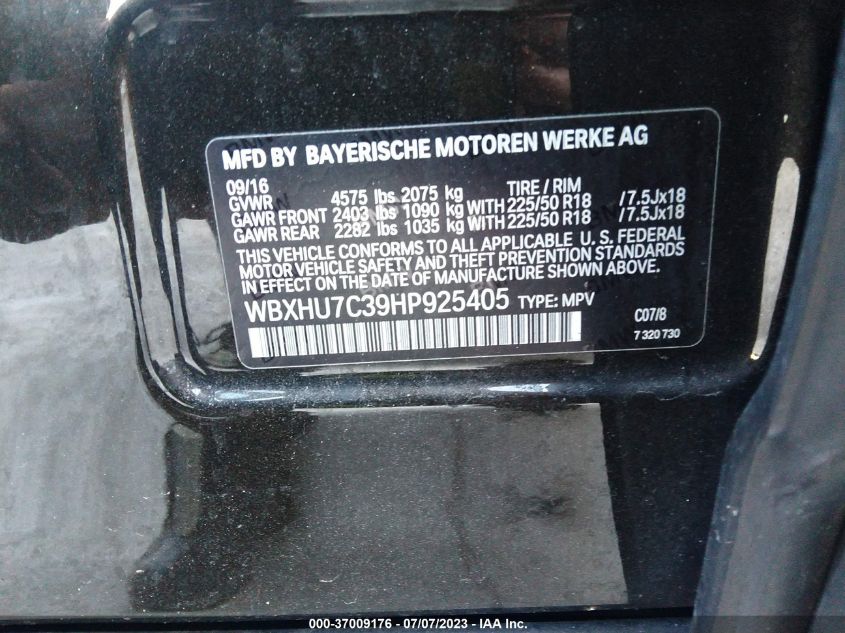 MFD BY BAYERISCHE MOTOREN WERKE AG
09/16 TIRE / RIM
GVWR 4575 lbs 2075 kg
GAWR FRONT 2403 lbs 1090 kg WITH 225/50 R18 / 7.5Jx18
GAWR REAR 2282 lbs 1035 kg WITH 225/50 R18 / 7.5Jx18
THIS VEHICLE CONFORMS TO ALL APPLICABLE U. S. FEDERAL
MOTOR VEHICLE SAFETY AND THEFT PREVENTION STANDARDS
IN EFFECT ON THE DATE OF MANUFACTURE SHOWN ABOVE.
WBXHU7C39HP925405 TYPE: MPV
C07/8
7 320 730
000-37009176 - 07/07/2023 - IAA Inc.